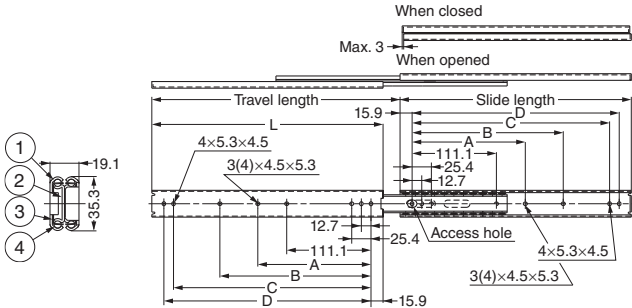 When closed
Max. 3
When opened
Travel length
Slide length
15.9
D
C
L
B
A
4×5.3×4.5
111.1
3(4)×4.5×5.3
25.4
12.7
1
2
3
4
19.1
35.3
12.7
Access hole
25.4
111.1
4×5.3×4.5
A
B
3(4)×4.5×5.3
C
D
15.9